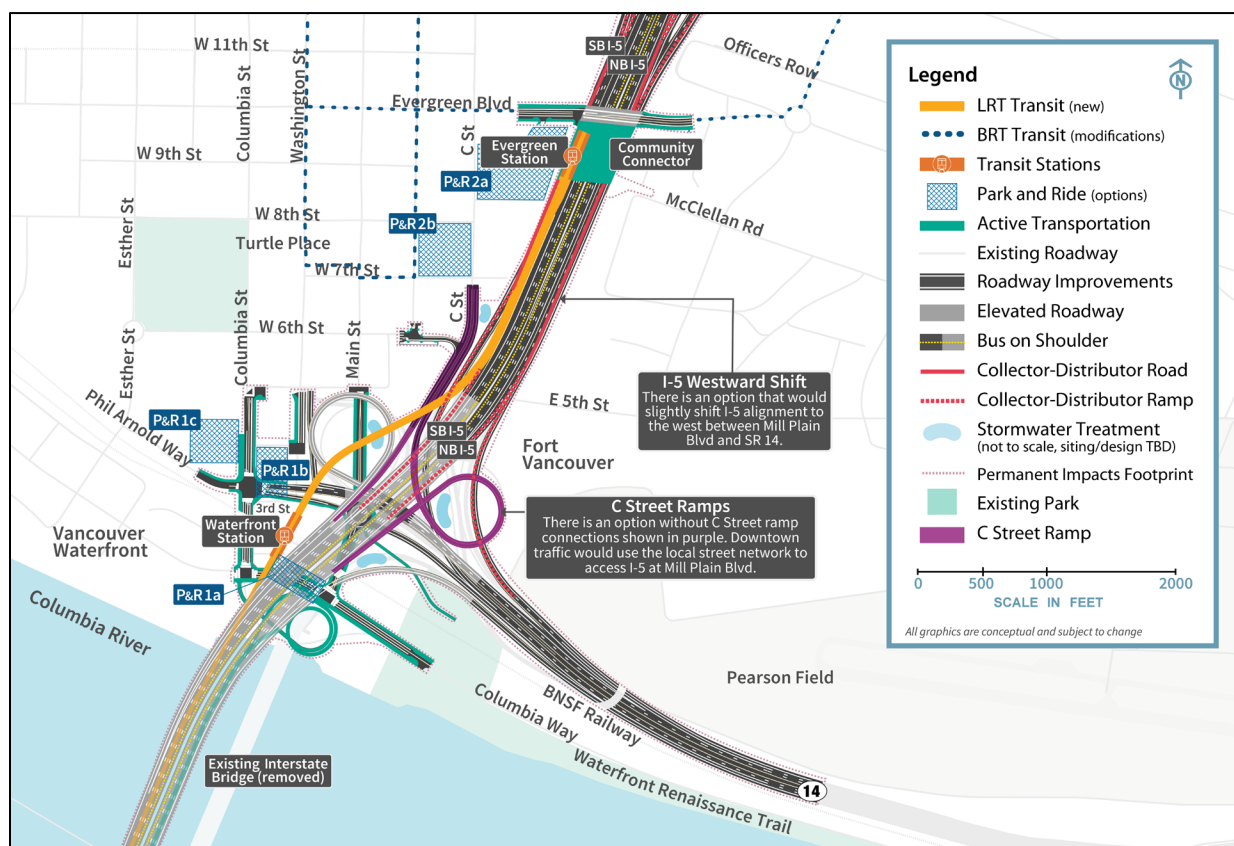 W 11th St
Columbia St
Washington St
SB I-5
NB I-5
Officers Row
Evergreen Blvd
C St
W 9th St
Evergreen
Station
Community
Connector
P&R 2a
McClellan Rd
Esther St
W 8th St
P&R 2b
Turtle Place
W 7th St
C St
Columbia St
W 6th St
Main St
Esther St
I-5 Westward Shift
There is an option that would
slightly shift I-5 alignment to
the west between Mill Plain
Blvd and SR 14.
E 5th St
Phil Arnold Way
P&R 1c
SB I-5
NB I-5
Fort
Vancouver
P&R 1b
3rd St
C Street Ramps
There is an option without C Street ramp
connections shown in purple. Downtown
traffic would use the local street network to
access I-5 at Mill Plain Blvd.
Waterfront
Station
Vancouver
Waterfront
P&R 1a
Columbia River
Pearson Field
BNSF Railway
Columbia Way
Waterfront Renaissance Trail
Existing Interstate
Bridge (removed)
14
Legend
N
LRT Transit (new)
BRT Transit (modifications)
Transit Stations
Park and Ride (options)
Active Transportation
Existing Roadway
Roadway Improvements
Elevated Roadway
Bus on Shoulder
Collector-Distributor Road
Collector-Distributor Ramp
Stormwater Treatment
(not to scale, siting/design TBD)
Permanent Impacts Footprint
Existing Park
C Street Ramp
0 500 1000 2000
SCALE IN FEET
All graphics are conceptual and subject to change